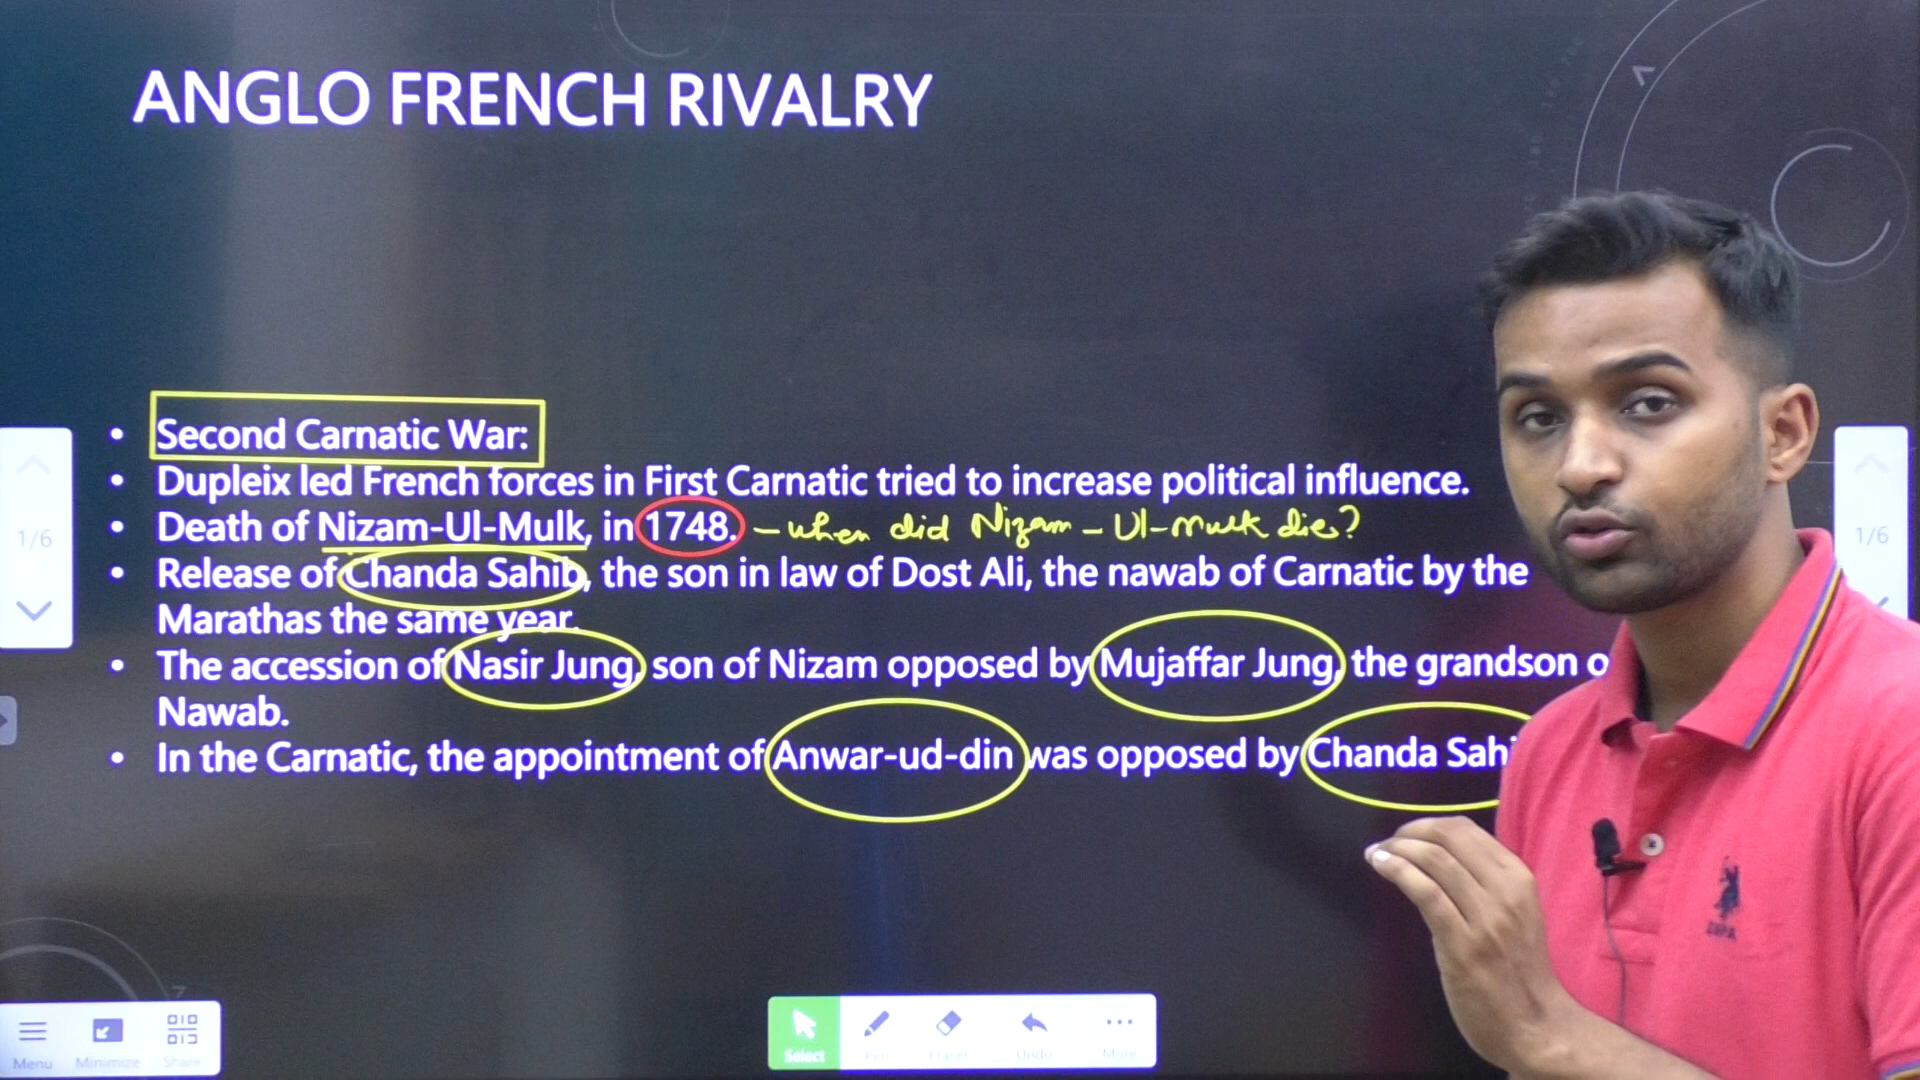 ANGLO FRENCH RIVALRY
• Second Carnatic War:
• Dupleix led French forces in First Carnatic tried to increase political influence.
• Death of Nizam-Ul-Mulk, in 1748. – when did Nizam – Ul-Mulk die?
• Release of Chanda Sahib, the son in law of Dost Ali, the nawab of Carnatic by the
Marathas the same year.
• The accession of Nasir Jung, son of Nizam opposed by Mujaffar Jung, the grandson o
Nawab.
• In the Carnatic, the appointment of Anwar-ud-din was opposed by Chanda Sahi
1/6
1/6
Menu Minimize Share
Select Pen Eraser Undo More